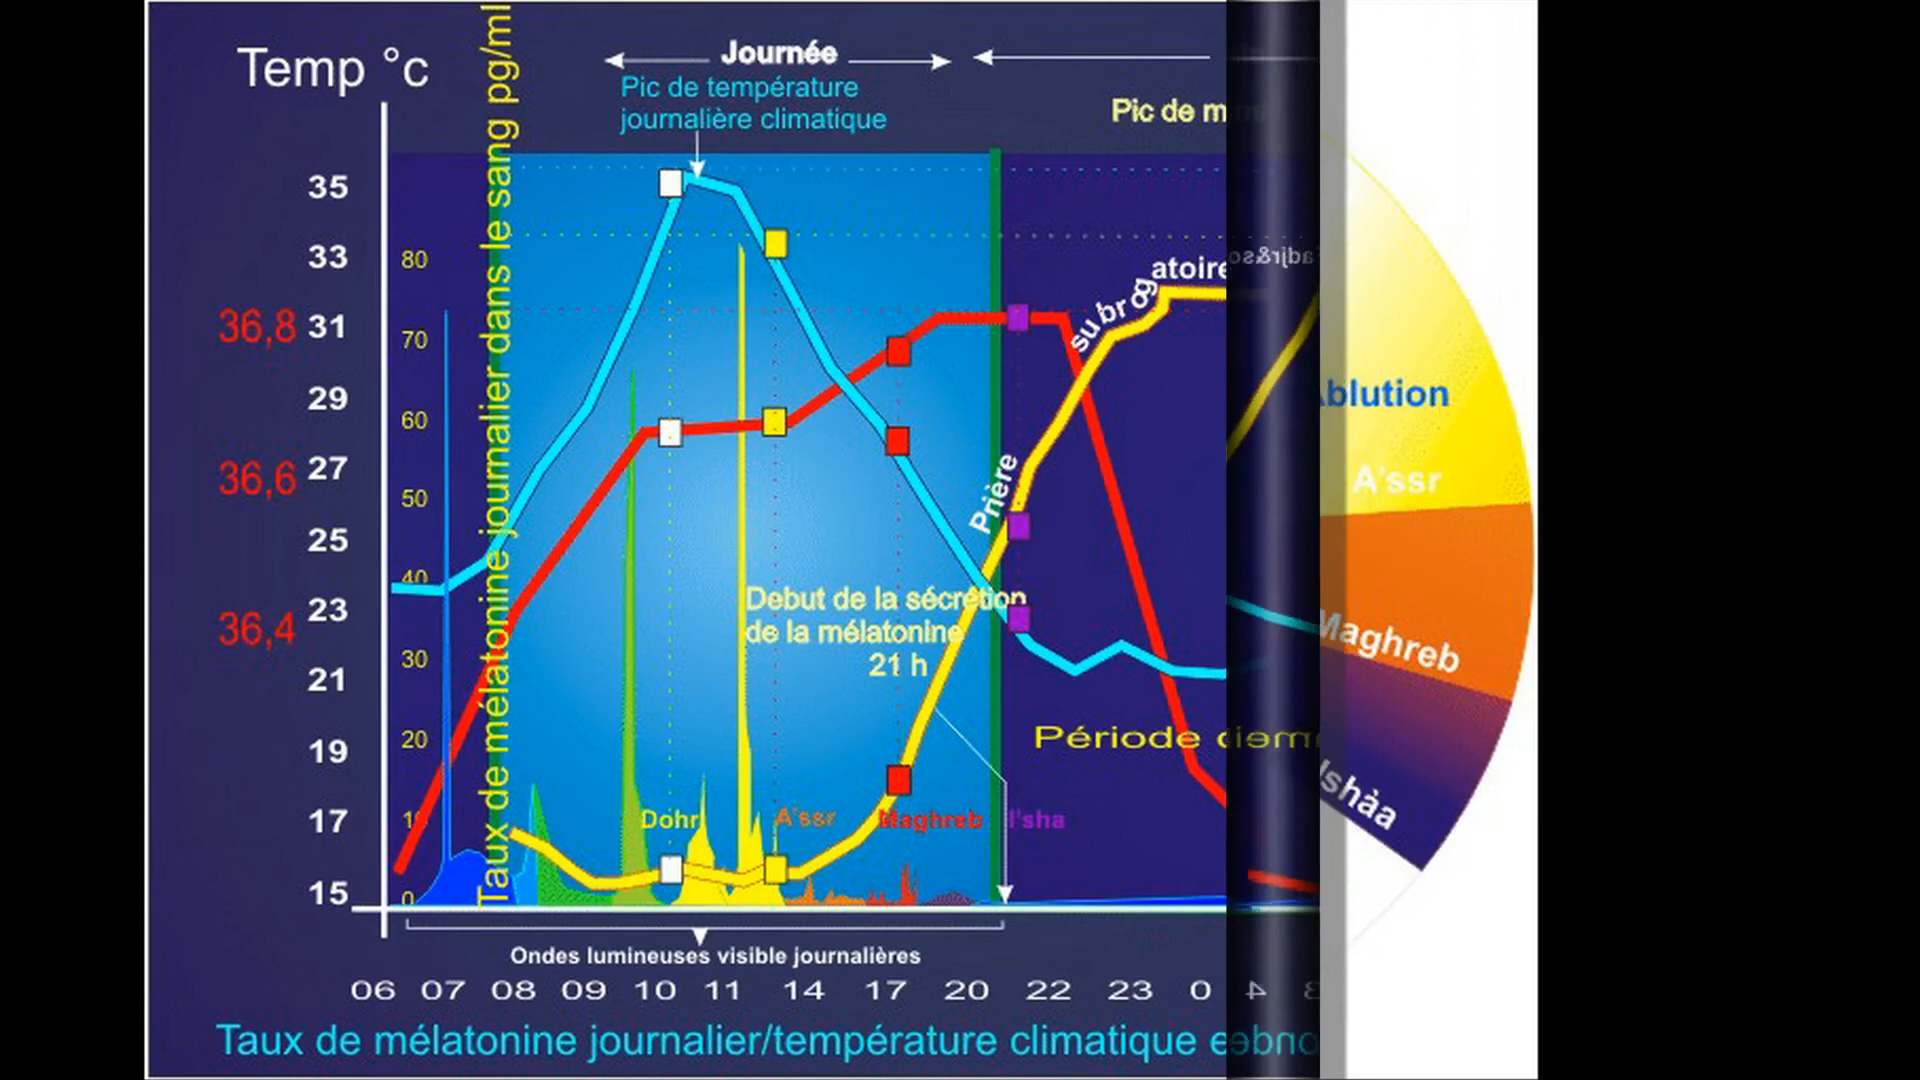 Temp °c
Taux de mélatonine journalier dans le sang pg/ml
Journée
Pic de température
journalière climatique
Pic de
35
33
36,8 31
29
36,6 27
25
23
36,4
21
19
17
15
80
70
60
50
40
30
20
10
0
Prière
subrogatoire
Debut de la sécrétion
de la mélatonine
21 h
Période
Dohr
A'ssr
Maghreb
I'sha
Ablution
A'ssr
Maghreb
Ishàa
Ondes lumineuses visible journalières
06 07 08 09 10 11 14 17 20 22 23 0 4
Taux de mélatonine journalier/température climatique